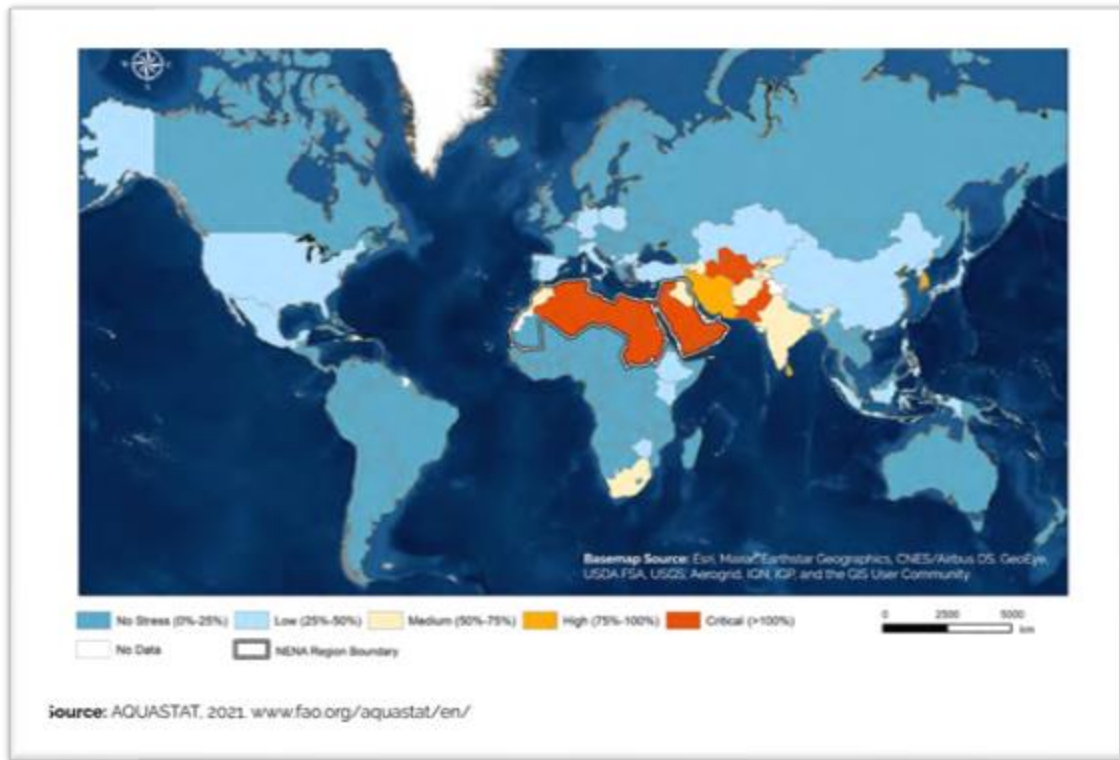 Basemap Source: Esri, Maxar, Earthstar Geographics, CNES/Airbus DS, GeoEye,
USDA FSA, USGS, Aerogrid, IGN, IGP, and the GIS User Community
No Stress (0%-25%) Low (25%-50%) Medium (50%-75%) High (75%-100%) Critical (>100%)
0 2500 5000
km
No Data NENA Region Boundary
Source: AQUASTAT, 2021. www.fao.org/aquastat/en/